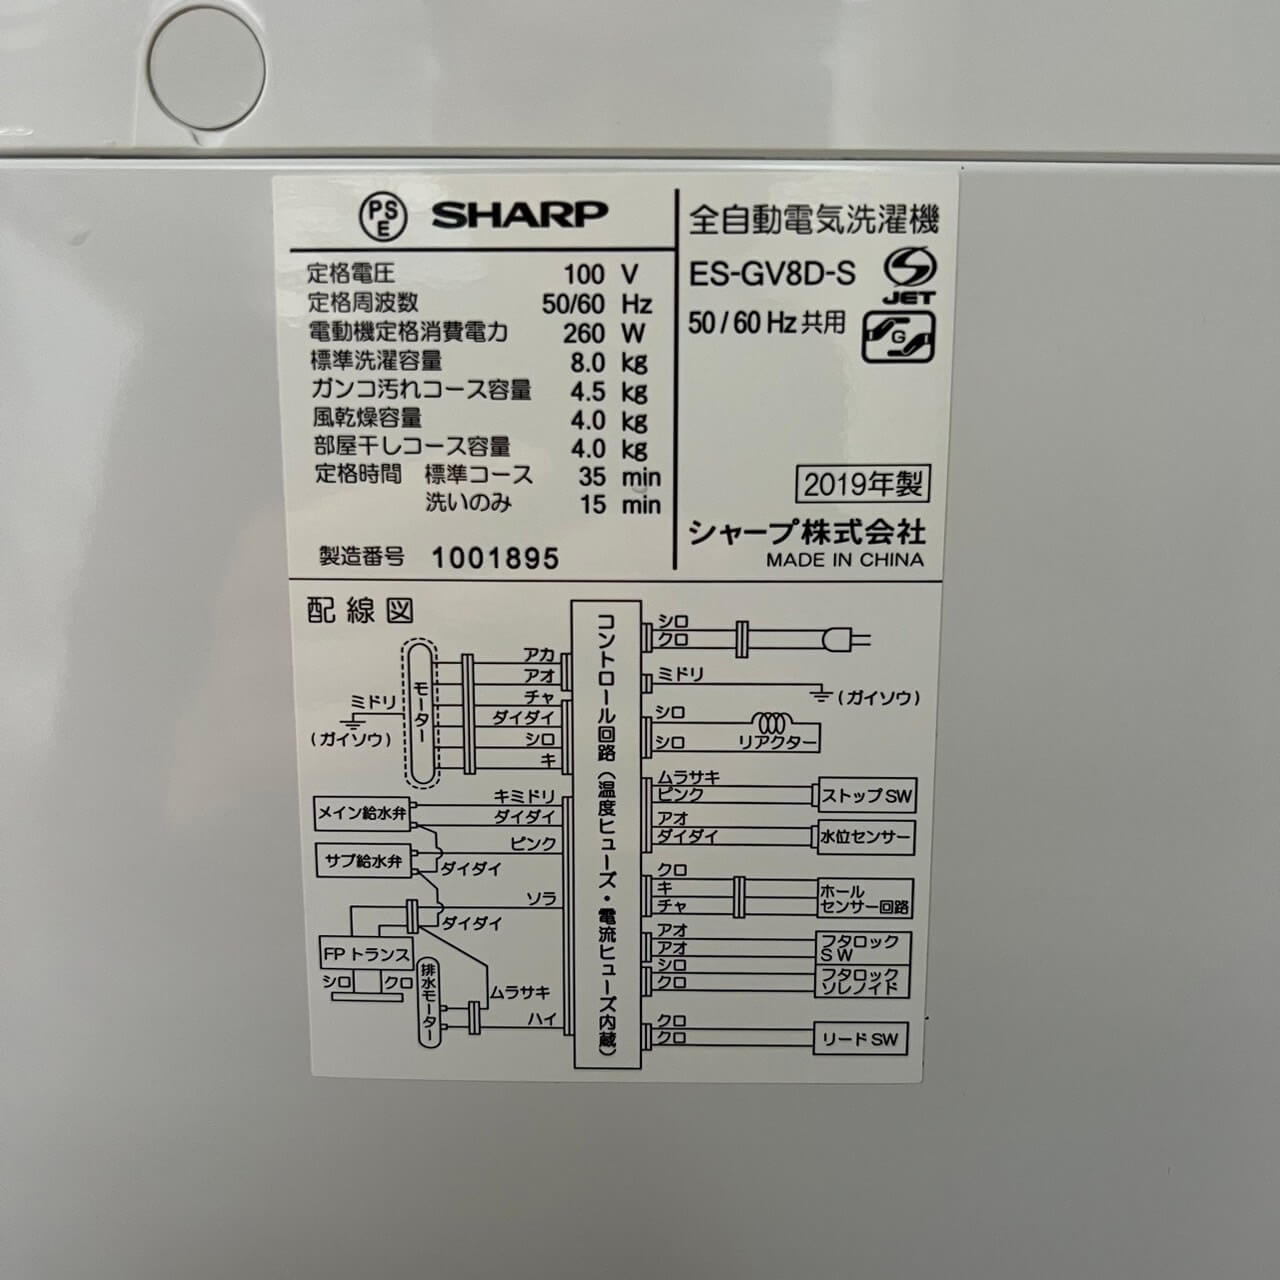 PSE SHARP
定格電圧 100 V
定格周波数 50/60 Hz
電動機定格消費電力 260 W
標準洗濯容量 8.0 kg
ガンコ汚れコース容量 4.5 kg
風乾燥容量 4.0 kg
部屋干しコース容量 4.0 kg
定格時間 標準コース 35 min
洗いのみ 15 min
製造番号 1001895
全自動電気洗濯機
ES-GV8D-S
JET
50/60Hz共用
G
2019年製
シャープ株式会社
MADE IN CHINA
配線図
モーター
ミドリ
(ガイソウ)
アカ
アオ
チャ
ダイダイ
シロ
キ
メイン給水弁
キミドリ
ダイダイ
サブ給水弁
ピンク
ダイダイ
ソラ
ダイダイ
FPトランス
シロ
クロ
排水モーター
ムラサキ
ハイ
コントロール回路(温度ヒューズ・電流ヒューズ内蔵)
シロ
クロ
ミドリ
(ガイソウ)
シロ
シロ
リアクター
ムラサキ
ピンク
ストップSW
アオ
ダイダイ
水位センサー
クロ
キ
チャ
ホール
センサー回路
アオ
アオ
フタロック
SW
シロ
クロ
フタロック
ソレノイド
クロ
クロ
リードSW